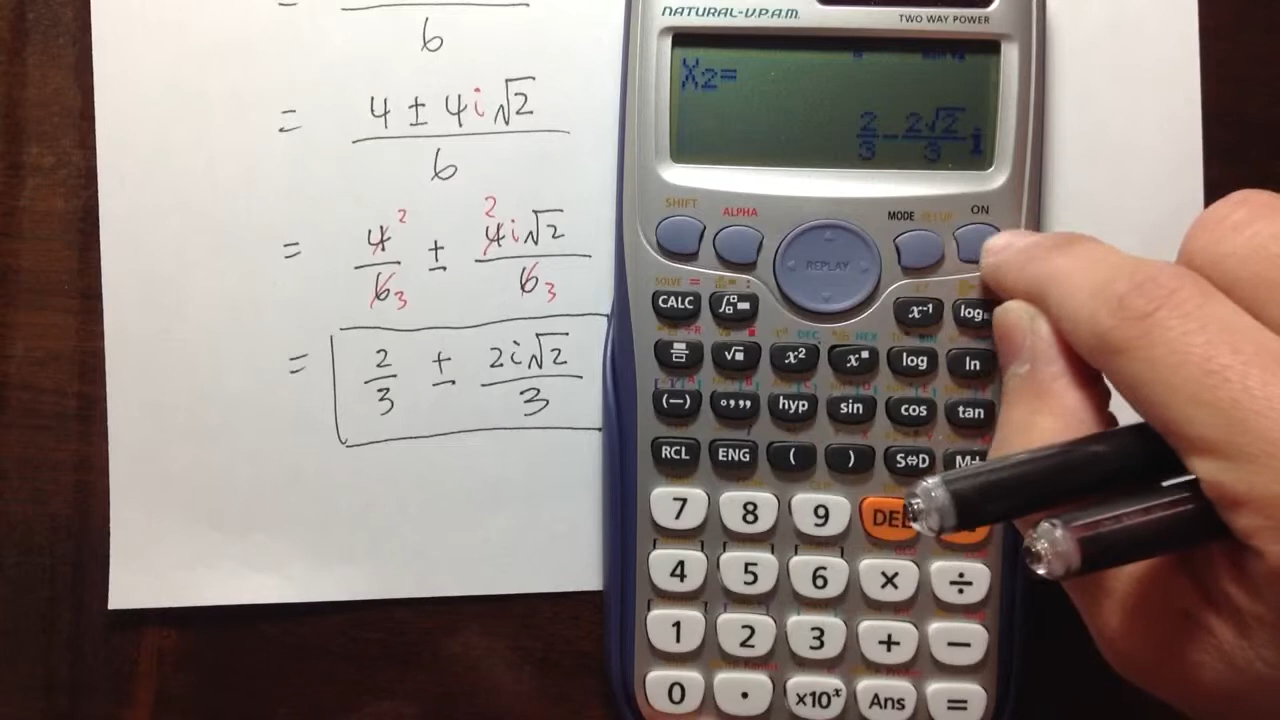 = 
6
= 4 ± 4i√2
6
= 4 2 ± 2 4i√2
6 3 6 3
= 2/3 ± 2i√2/3
NATURAL-V.P.A.M. TWO WAY POWER
X2=
2/3-2√2/3 i
SHIFT ALPHA MODE SETUP ON
REPLAY
SOLVE =
CALC x⁻¹ log
√■ x² x■ log ln
(−) °,,, hyp sin cos tan
RCL ENG ( ) S⇔D M+
7 8 9 DEL
4 5 6 × ÷
1 2 3 + −
0 . ×10ˣ Ans =